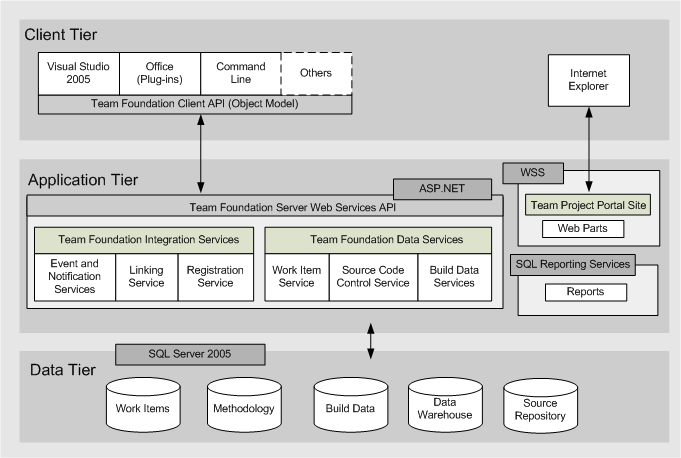 Client Tier
Visual Studio
2005
Office
(Plug-ins)
Command
Line
Others
Team Foundation Client API (Object Model)
Internet
Explorer
Application Tier
ASP.NET
Team Foundation Server Web Services API
Team Foundation Integration Services
Event and
Notification
Services
Linking
Service
Registration
Service
Team Foundation Data Services
Work Item
Service
Source Code
Control Service
Build Data
Services
WSS
Team Project Portal Site
Web Parts
SQL Reporting Services
Reports
SQL Server 2005
Data Tier
Work Items
Methodology
Build Data
Data
Warehouse
Source
Repository